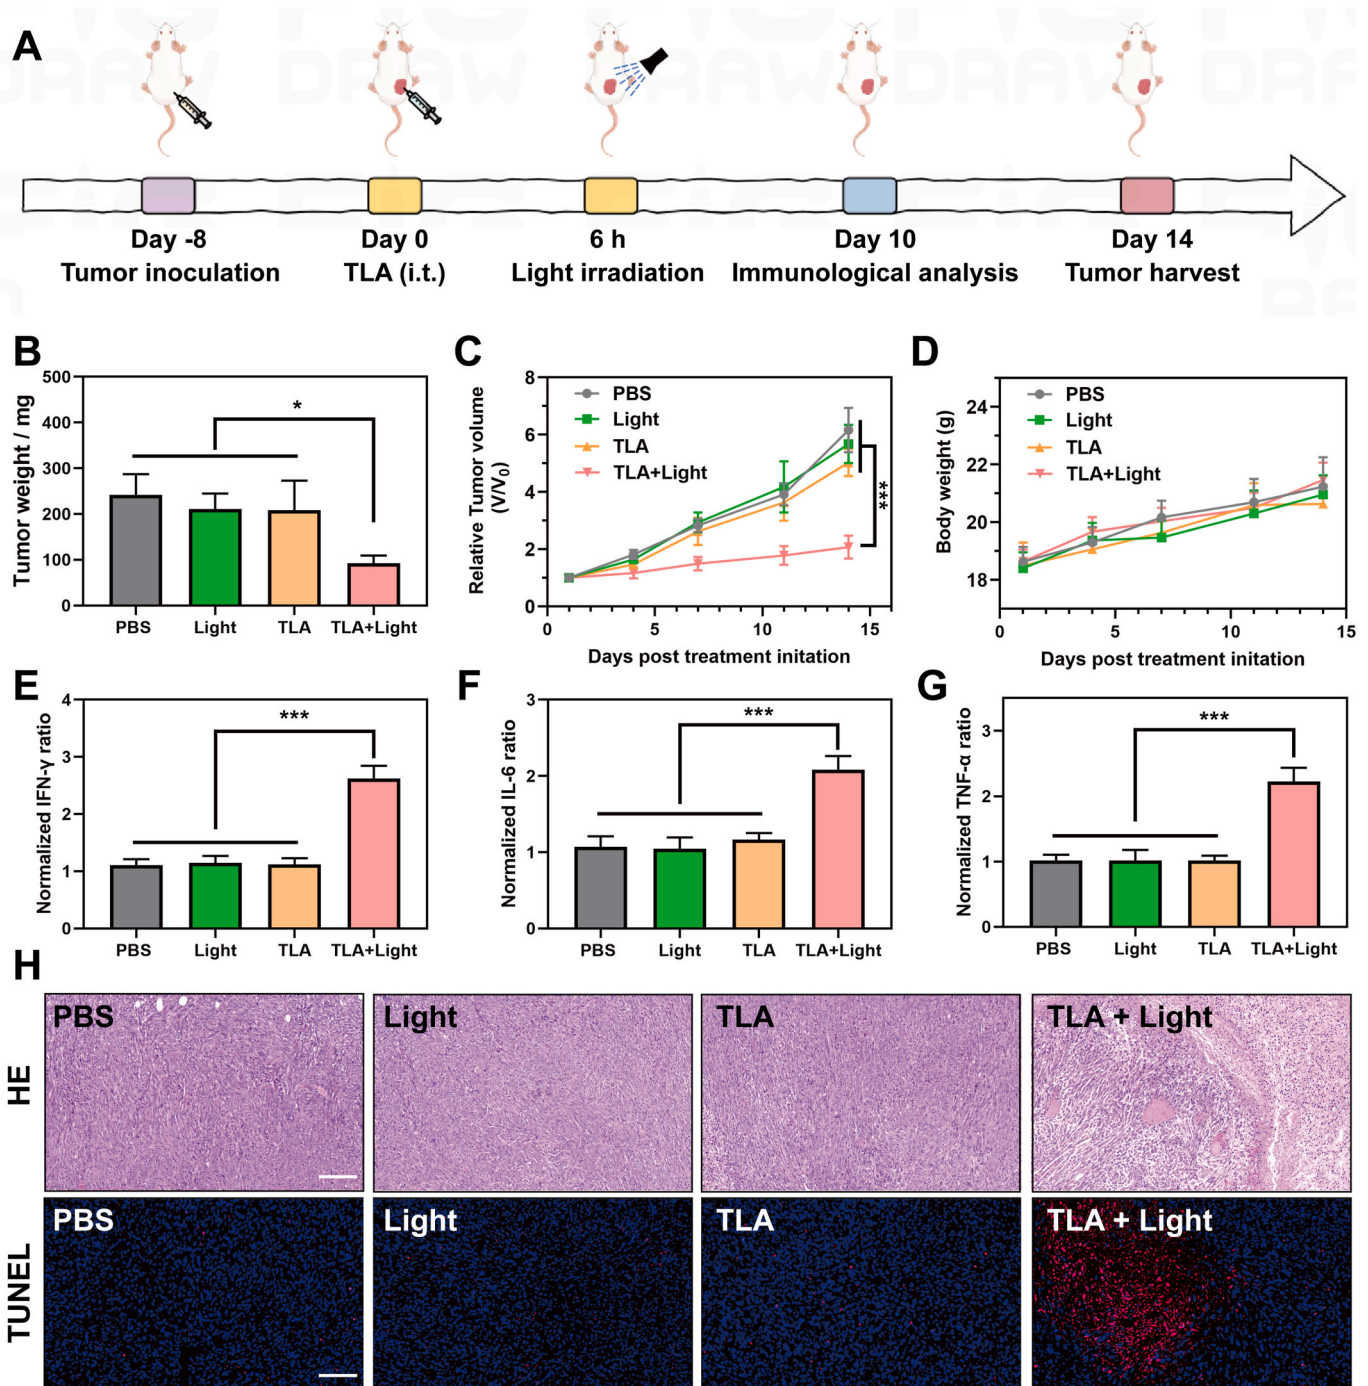 A
Day -8
Tumor inoculation
Day 0
TLA (i.t.)
6 h
Light irradiation
Day 10
Immunological analysis
Day 14
Tumor harvest
B
Tumor weight / mg
500
400
300
200
100
0
*
PBS
Light
TLA
TLA+Light
C
Relative Tumor volume
(V/V0)
8
6
4
2
0
PBS
Light
TLA
TLA+Light
***
0
5
10
15
Days post treatment initation
D
Body weight (g)
24
22
20
18
PBS
Light
TLA
TLA+Light
0
5
10
15
Days post treatment initation
E
Normalized IFN-γ ratio
4
3
2
1
0
***
PBS
Light
TLA
TLA+Light
F
Normalized IL-6 ratio
3
2
1
0
***
PBS
Light
TLA
TLA+Light
G
Normalized TNF-α ratio
3
2
1
0
***
PBS
Light
TLA
TLA+Light
H
HE
PBS
Light
TLA
TLA + Light
TUNEL
PBS
Light
TLA
TLA + Light